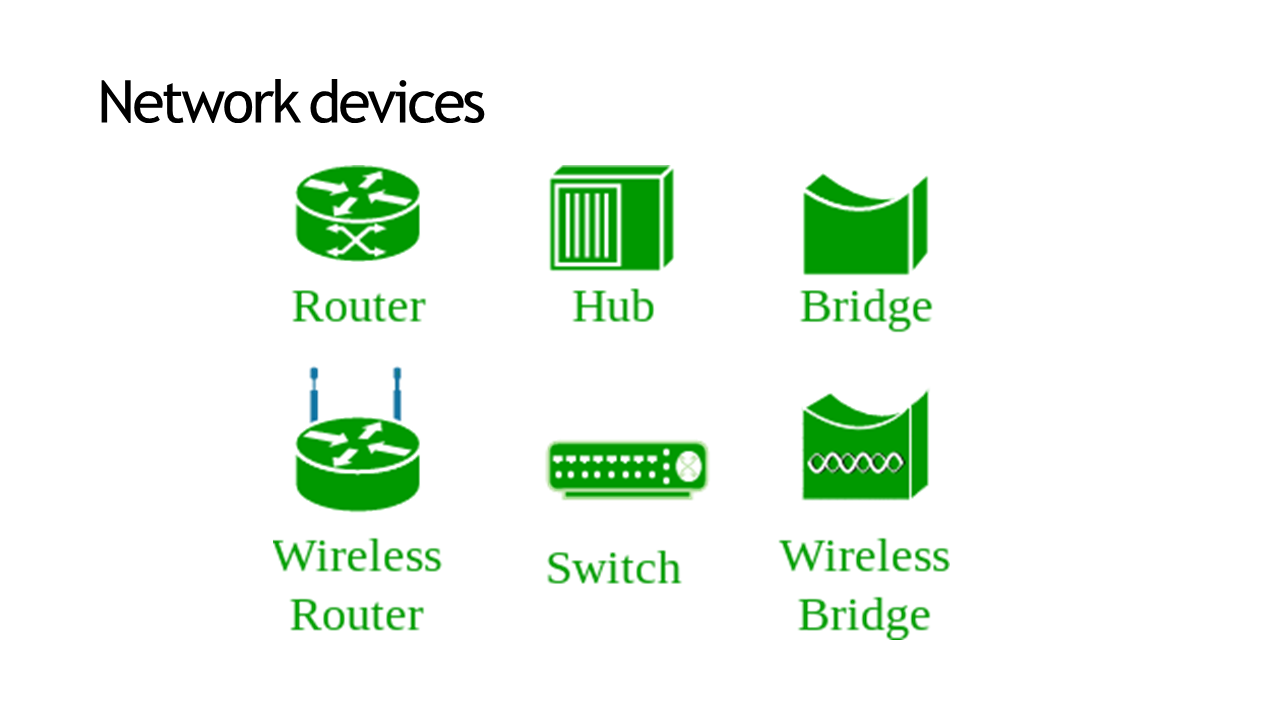 Network devices
Router
Hub
Bridge
Wireless
Router
Switch
Wireless
Bridge